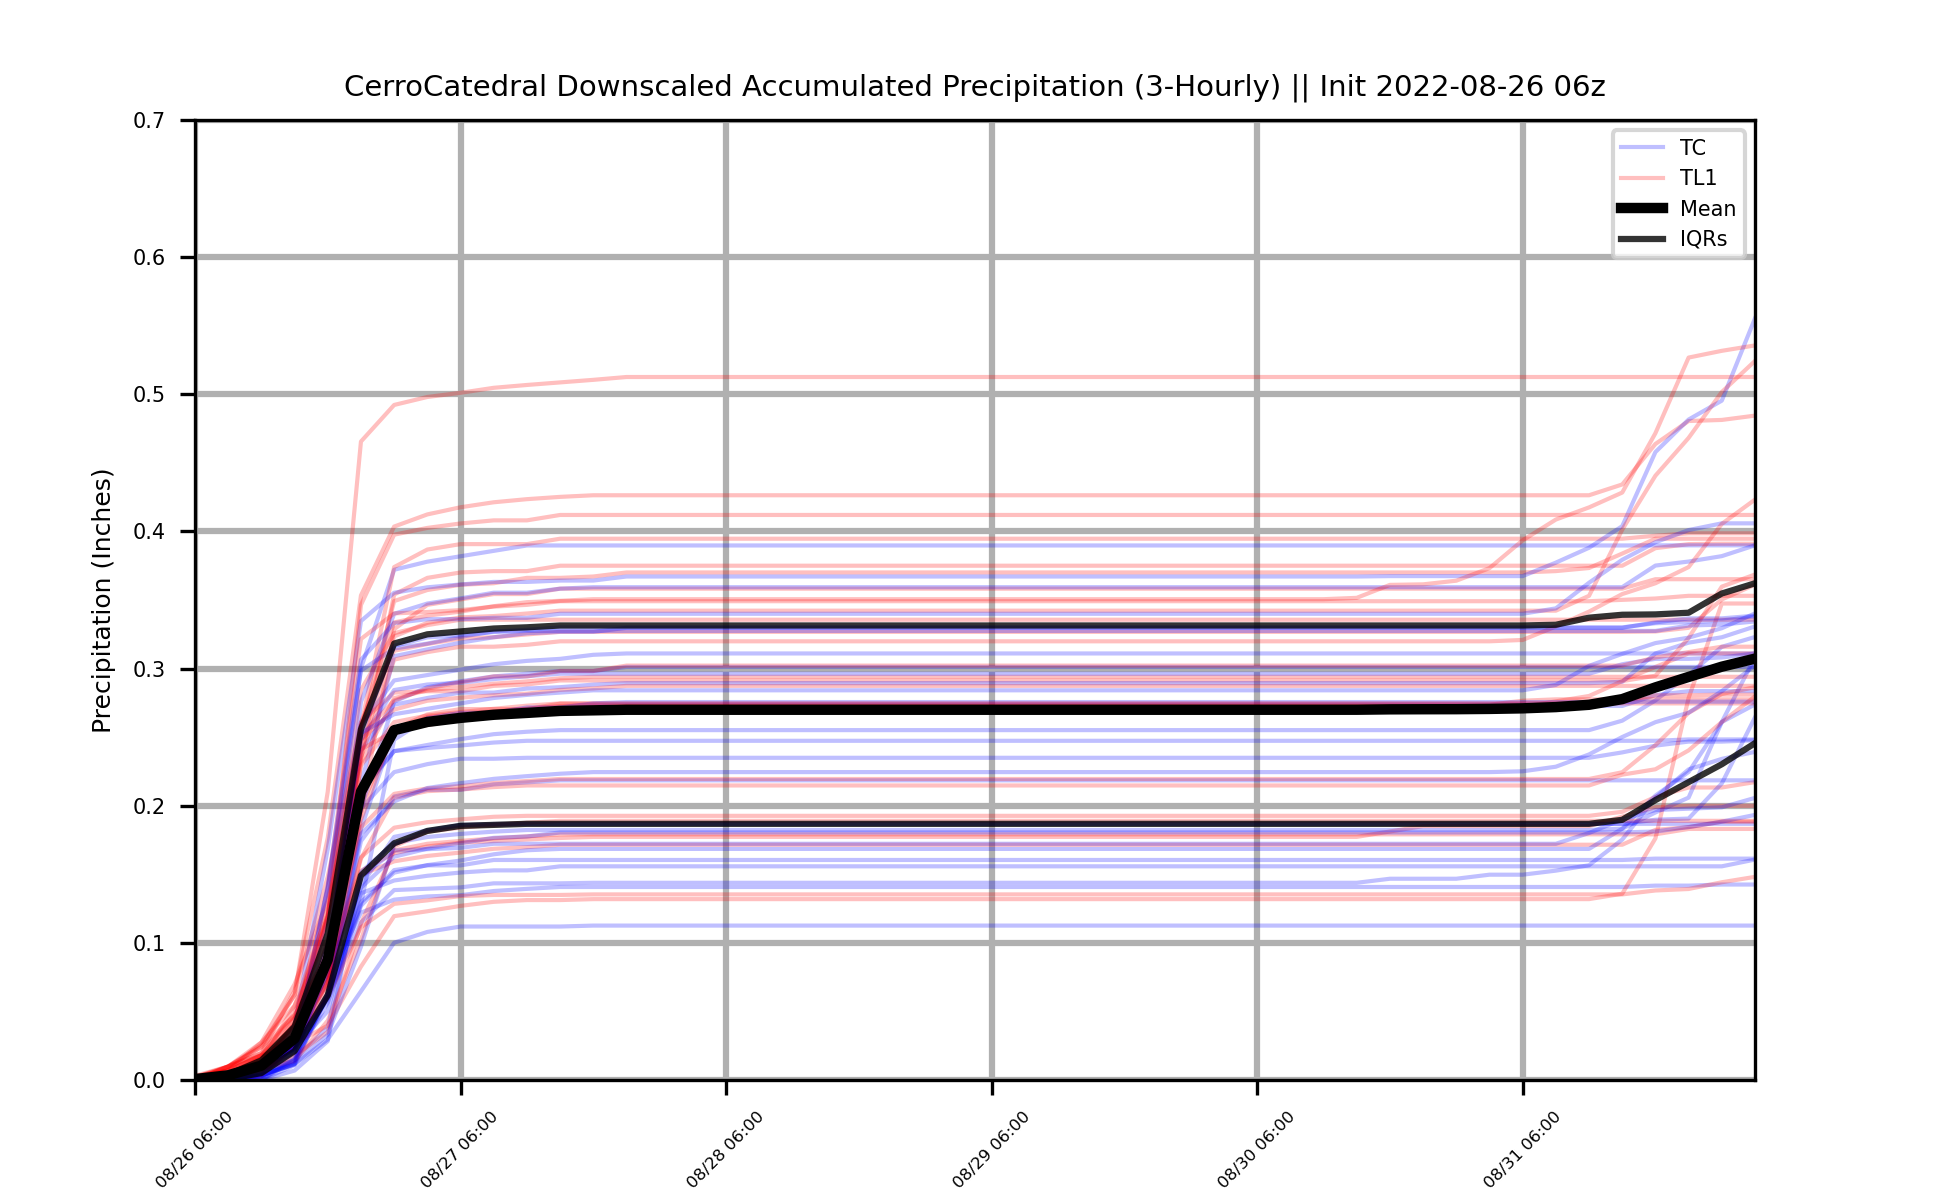 CerroCatedral Downscaled Accumulated Precipitation (3-Hourly) || Init 2022-08-26 06z
TC
TL1
Mean
IQRs
Precipitation (Inches)
0.7
0.6
0.5
0.4
0.3
0.2
0.1
0.0
08/26 06:00
08/27 06:00
08/28 06:00
08/29 06:00
08/30 06:00
08/31 06:00